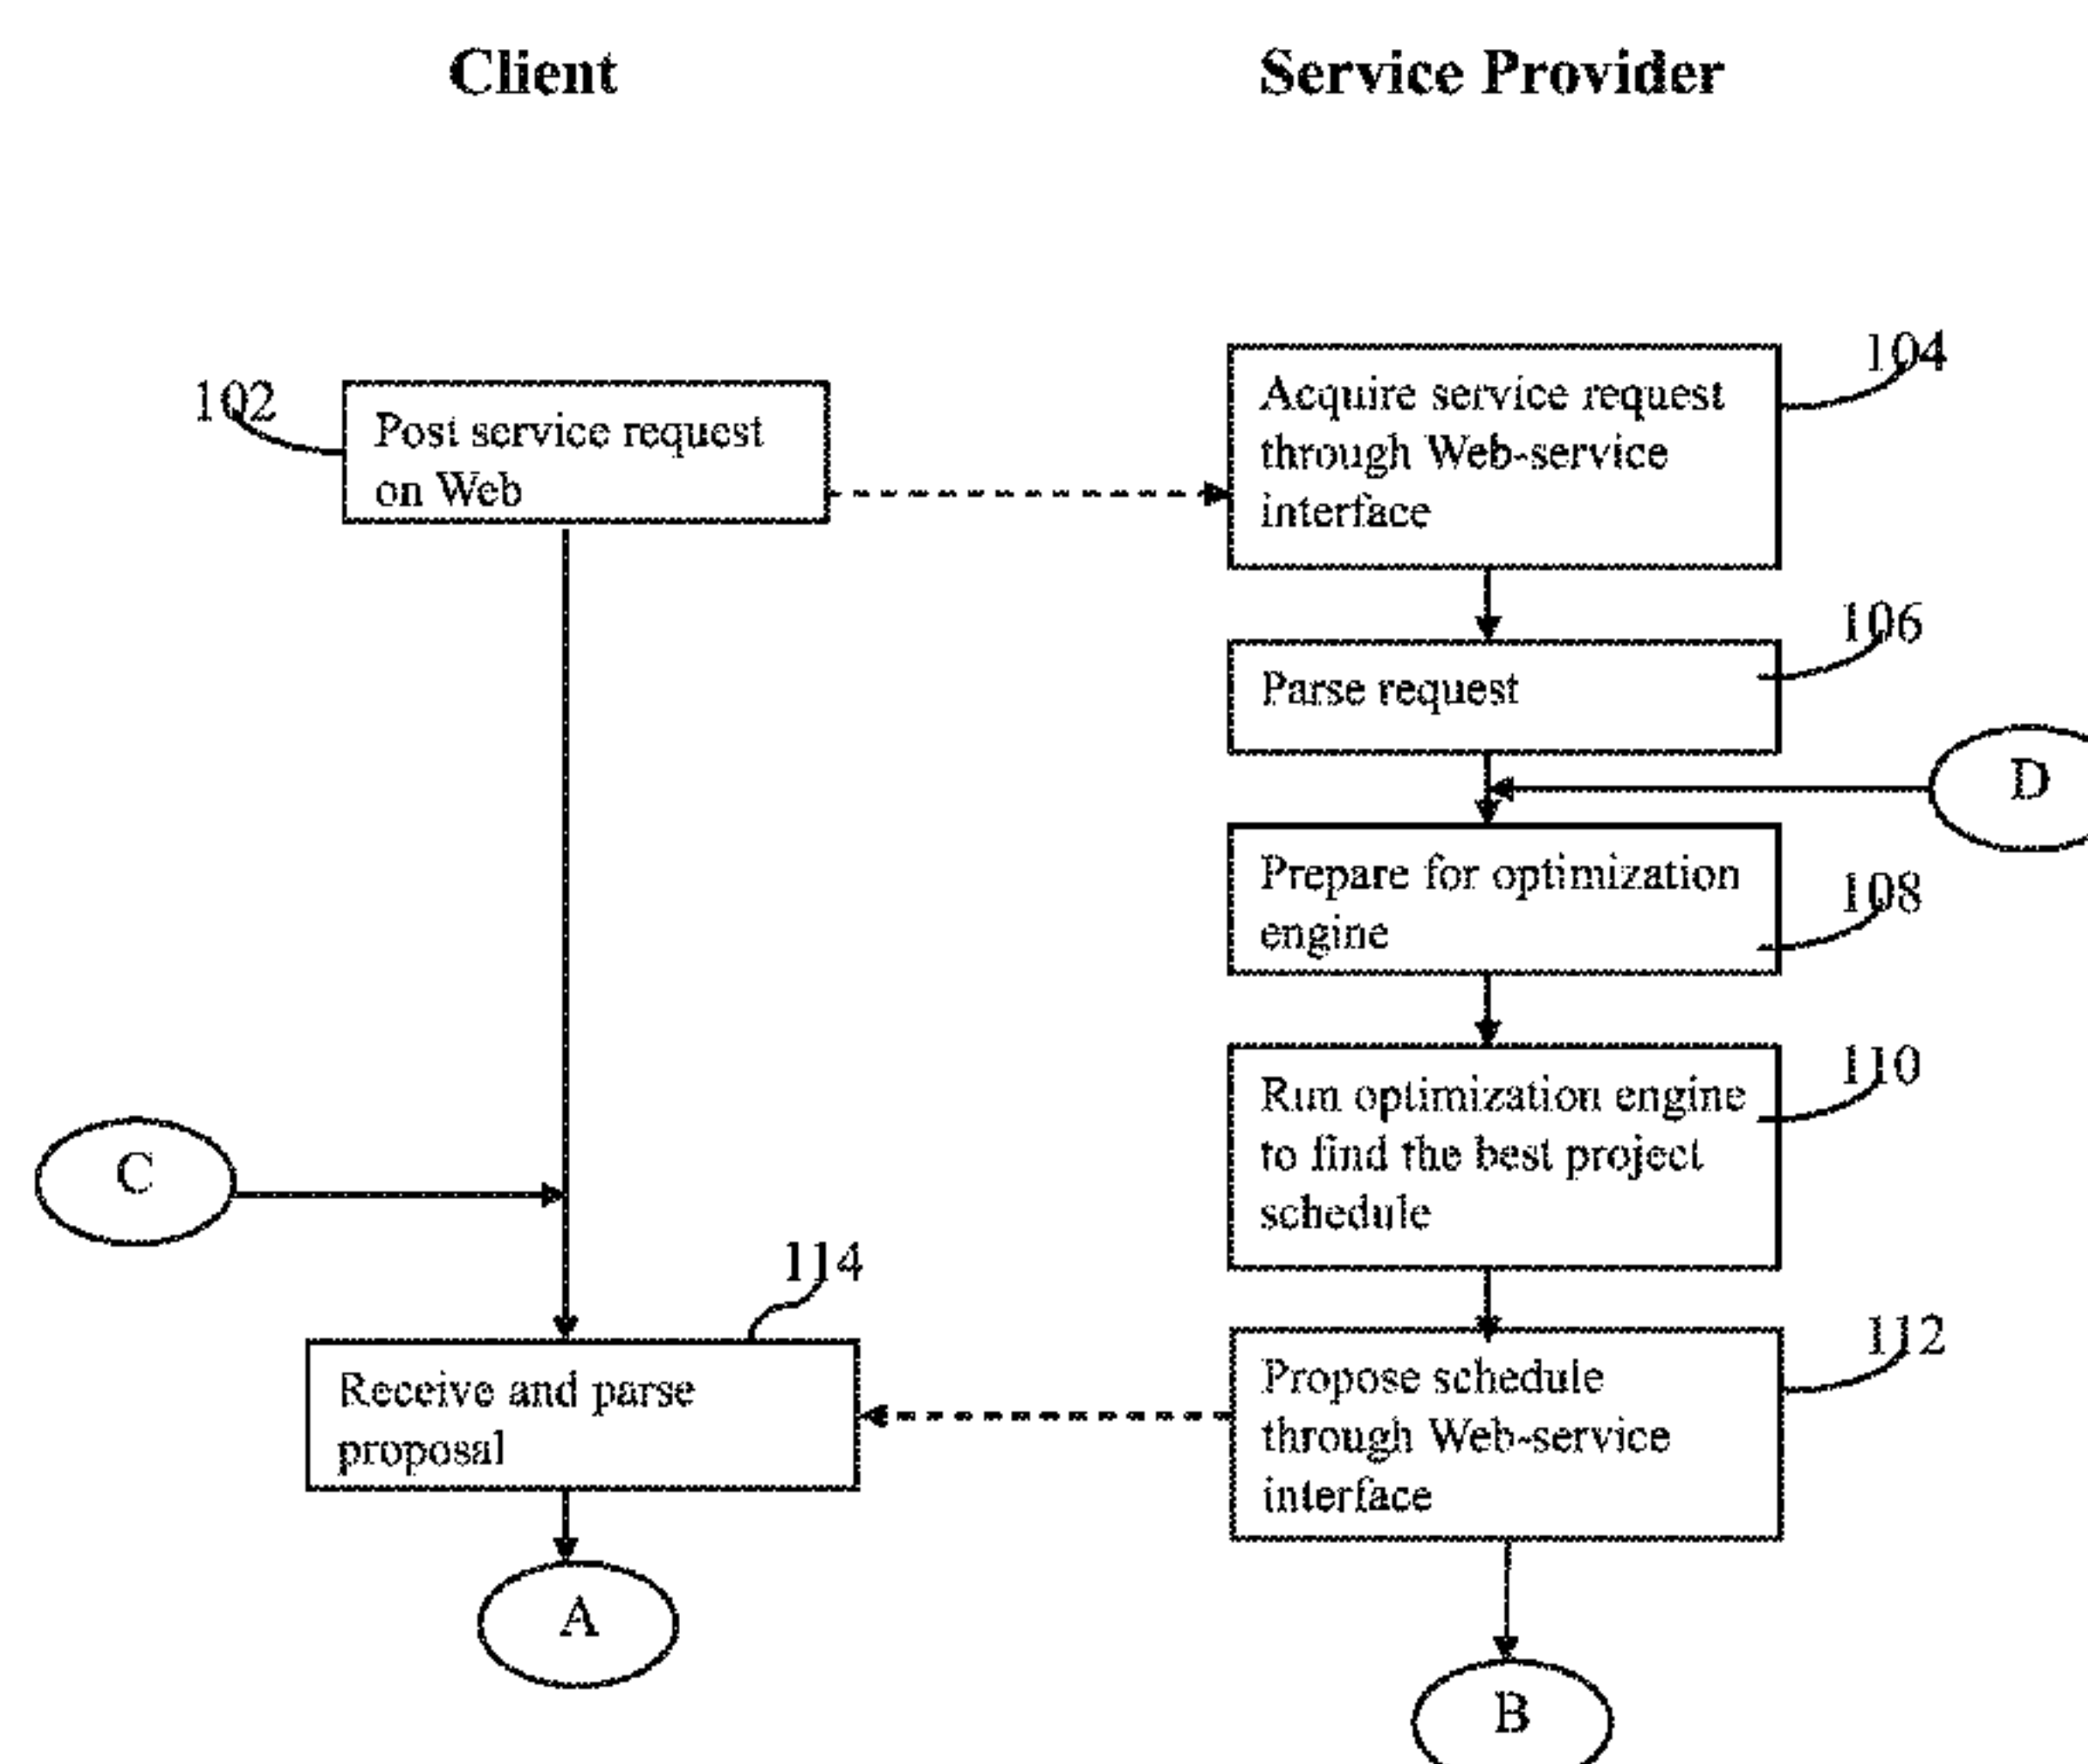 Client
Service Provider
102
Post service request
on Web
104
Acquire service request
through Web-service
interface
106
Parse request
D
Prepare for optimization
engine
108
110
Run optimization engine
to find the best project
schedule
C
114
Receive and parse
proposal
112
Propose schedule
through Web-service
interface
A
B